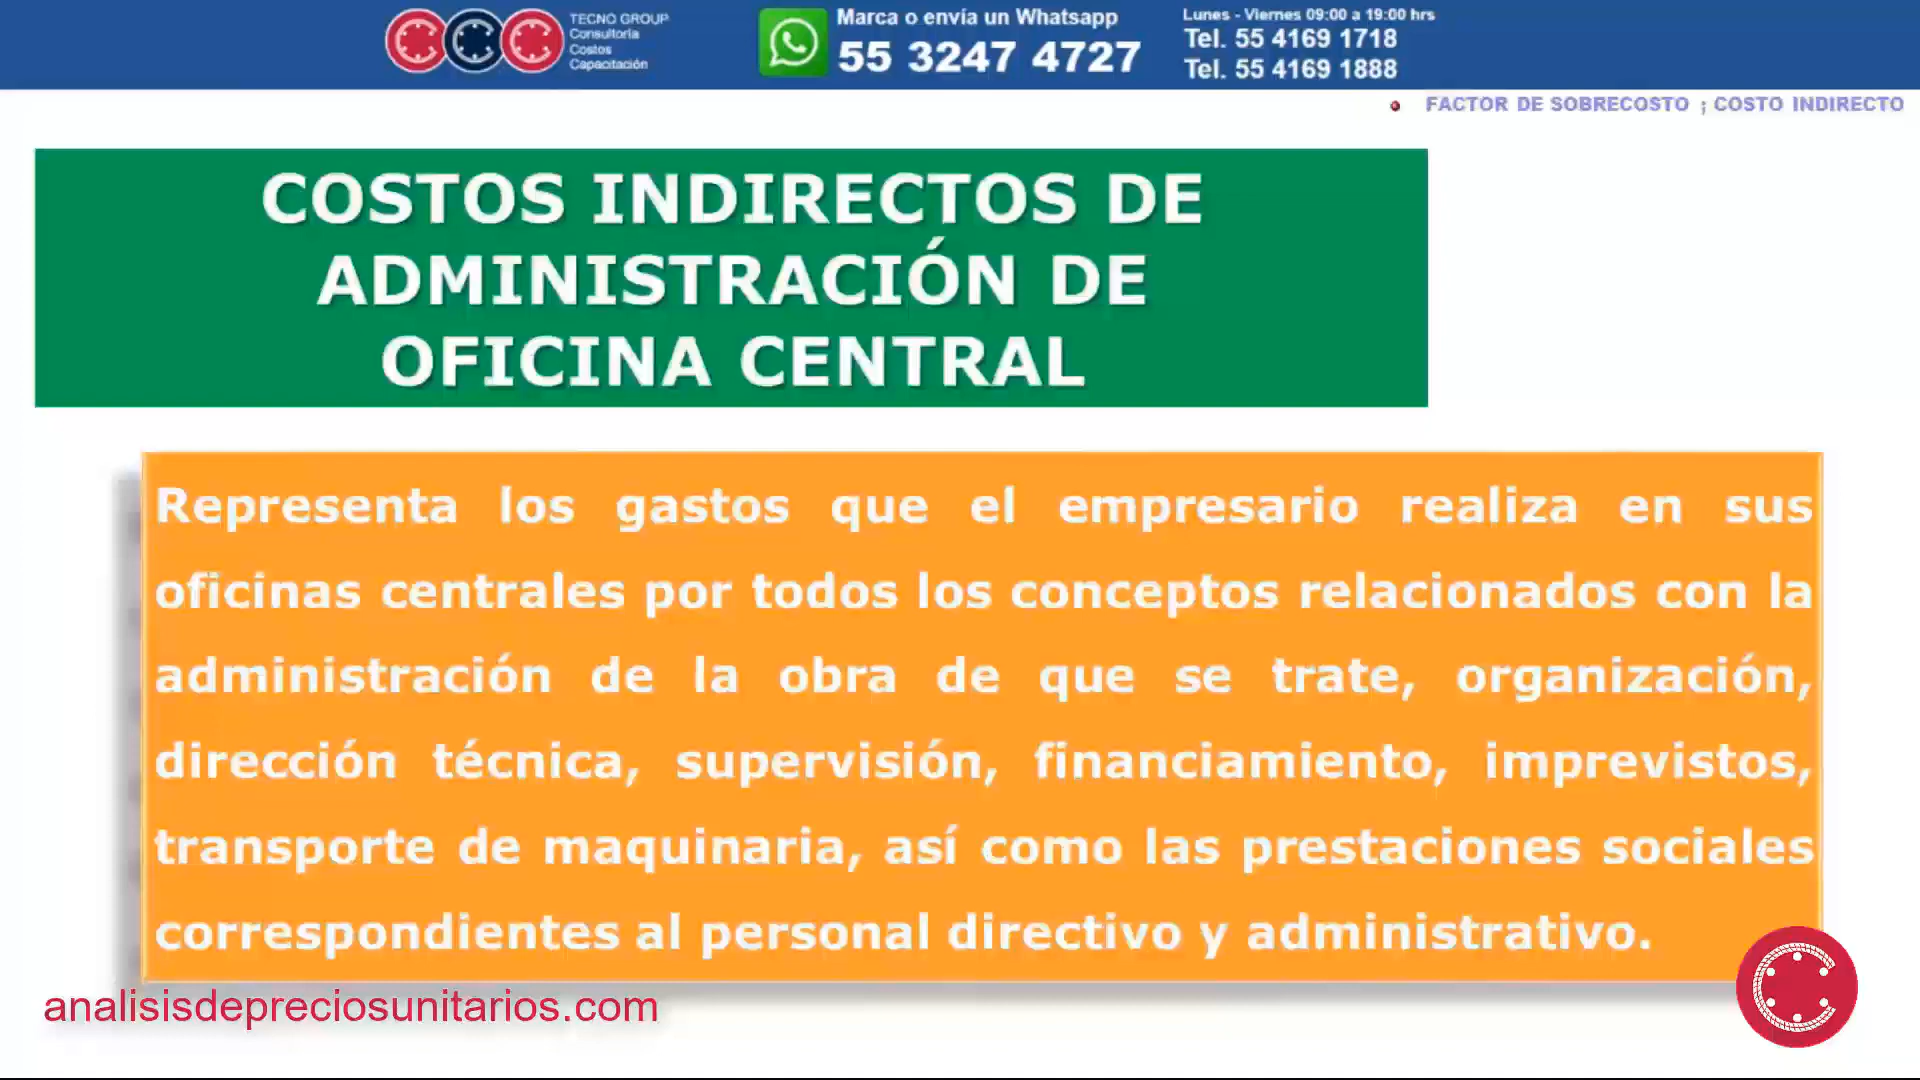 TECNO GROUP
Consultoría
Costos
Capacitación
Marca o envía un Whatsapp
55 3247 4727
Lunes - Viernes 09:00 a 19:00 hrs
Tel. 55 4169 1718
Tel. 55 4169 1888
FACTOR DE SOBRECOSTO ; COSTO INDIRECTO
COSTOS INDIRECTOS DE
ADMINISTRACIÓN DE
OFICINA CENTRAL
Representa los gastos que el empresario realiza en sus
oficinas centrales por todos los conceptos relacionados con la
administración de la obra de que se trate, organización,
dirección técnica, supervisión, financiamiento, imprevistos,
transporte de maquinaria, así como las prestaciones sociales
correspondientes al personal directivo y administrativo.
analisisdepreciosunitarios.com